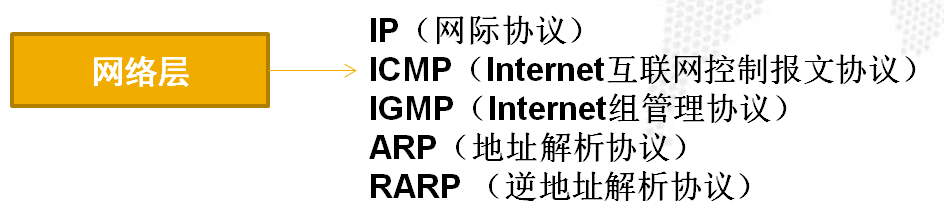 网络层
IP（网际协议）
ICMP（Internet互联网控制报文协议）
IGMP（Internet组管理协议）
ARP（地址解析协议）
RARP （逆地址解析协议）